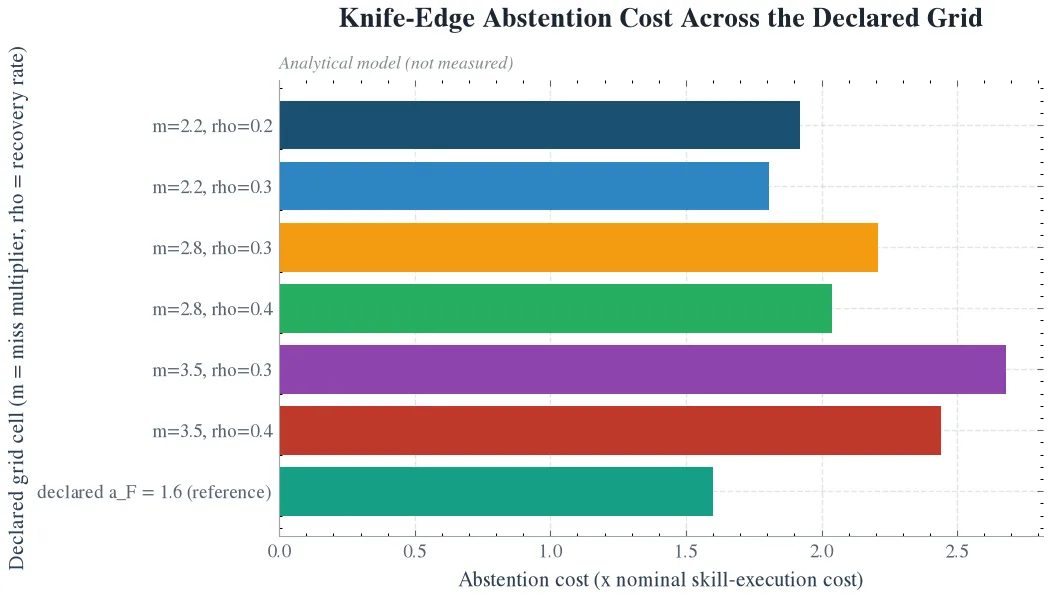 Knife-Edge Abstention Cost Across the Declared Grid
Analytical model (not measured)
Declared grid cell (m = miss multiplier, rho = recovery rate)
m=2.2, rho=0.2
m=2.2, rho=0.3
m=2.8, rho=0.3
m=2.8, rho=0.4
m=3.5, rho=0.3
m=3.5, rho=0.4
declared a_F = 1.6 (reference)
0.0 0.5 1.0 1.5 2.0 2.5
Abstention cost (x nominal skill-execution cost)